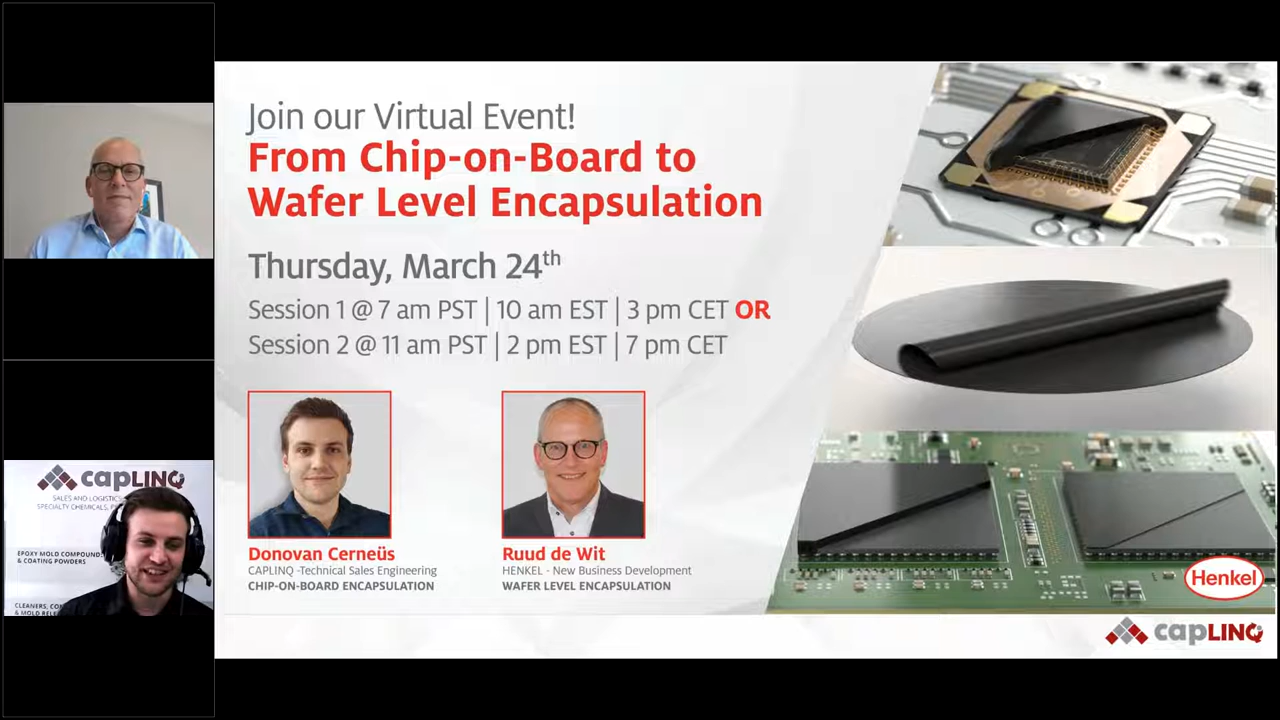 Join our Virtual Event!
From Chip-on-Board to
Wafer Level Encapsulation
Thursday, March 24th
Session 1 @ 7 am PST | 10 am EST | 3 pm CET OR
Session 2 @ 11 am PST | 2 pm EST | 7 pm CET
Donovan Cerneüs
CAPLINQ -Technical Sales Engineering
CHIP-ON-BOARD ENCAPSULATION
Ruud de Wit
HENKEL - New Business Development
WAFER LEVEL ENCAPSULATION
Henkel
capLINQ
capLINQ
SALES AND LOGISTICS
SPECIALTY CHEMICALS,
EPOXY MOLD COMPOUND
& COATING POWDERS
CLEANERS,
& MOLD